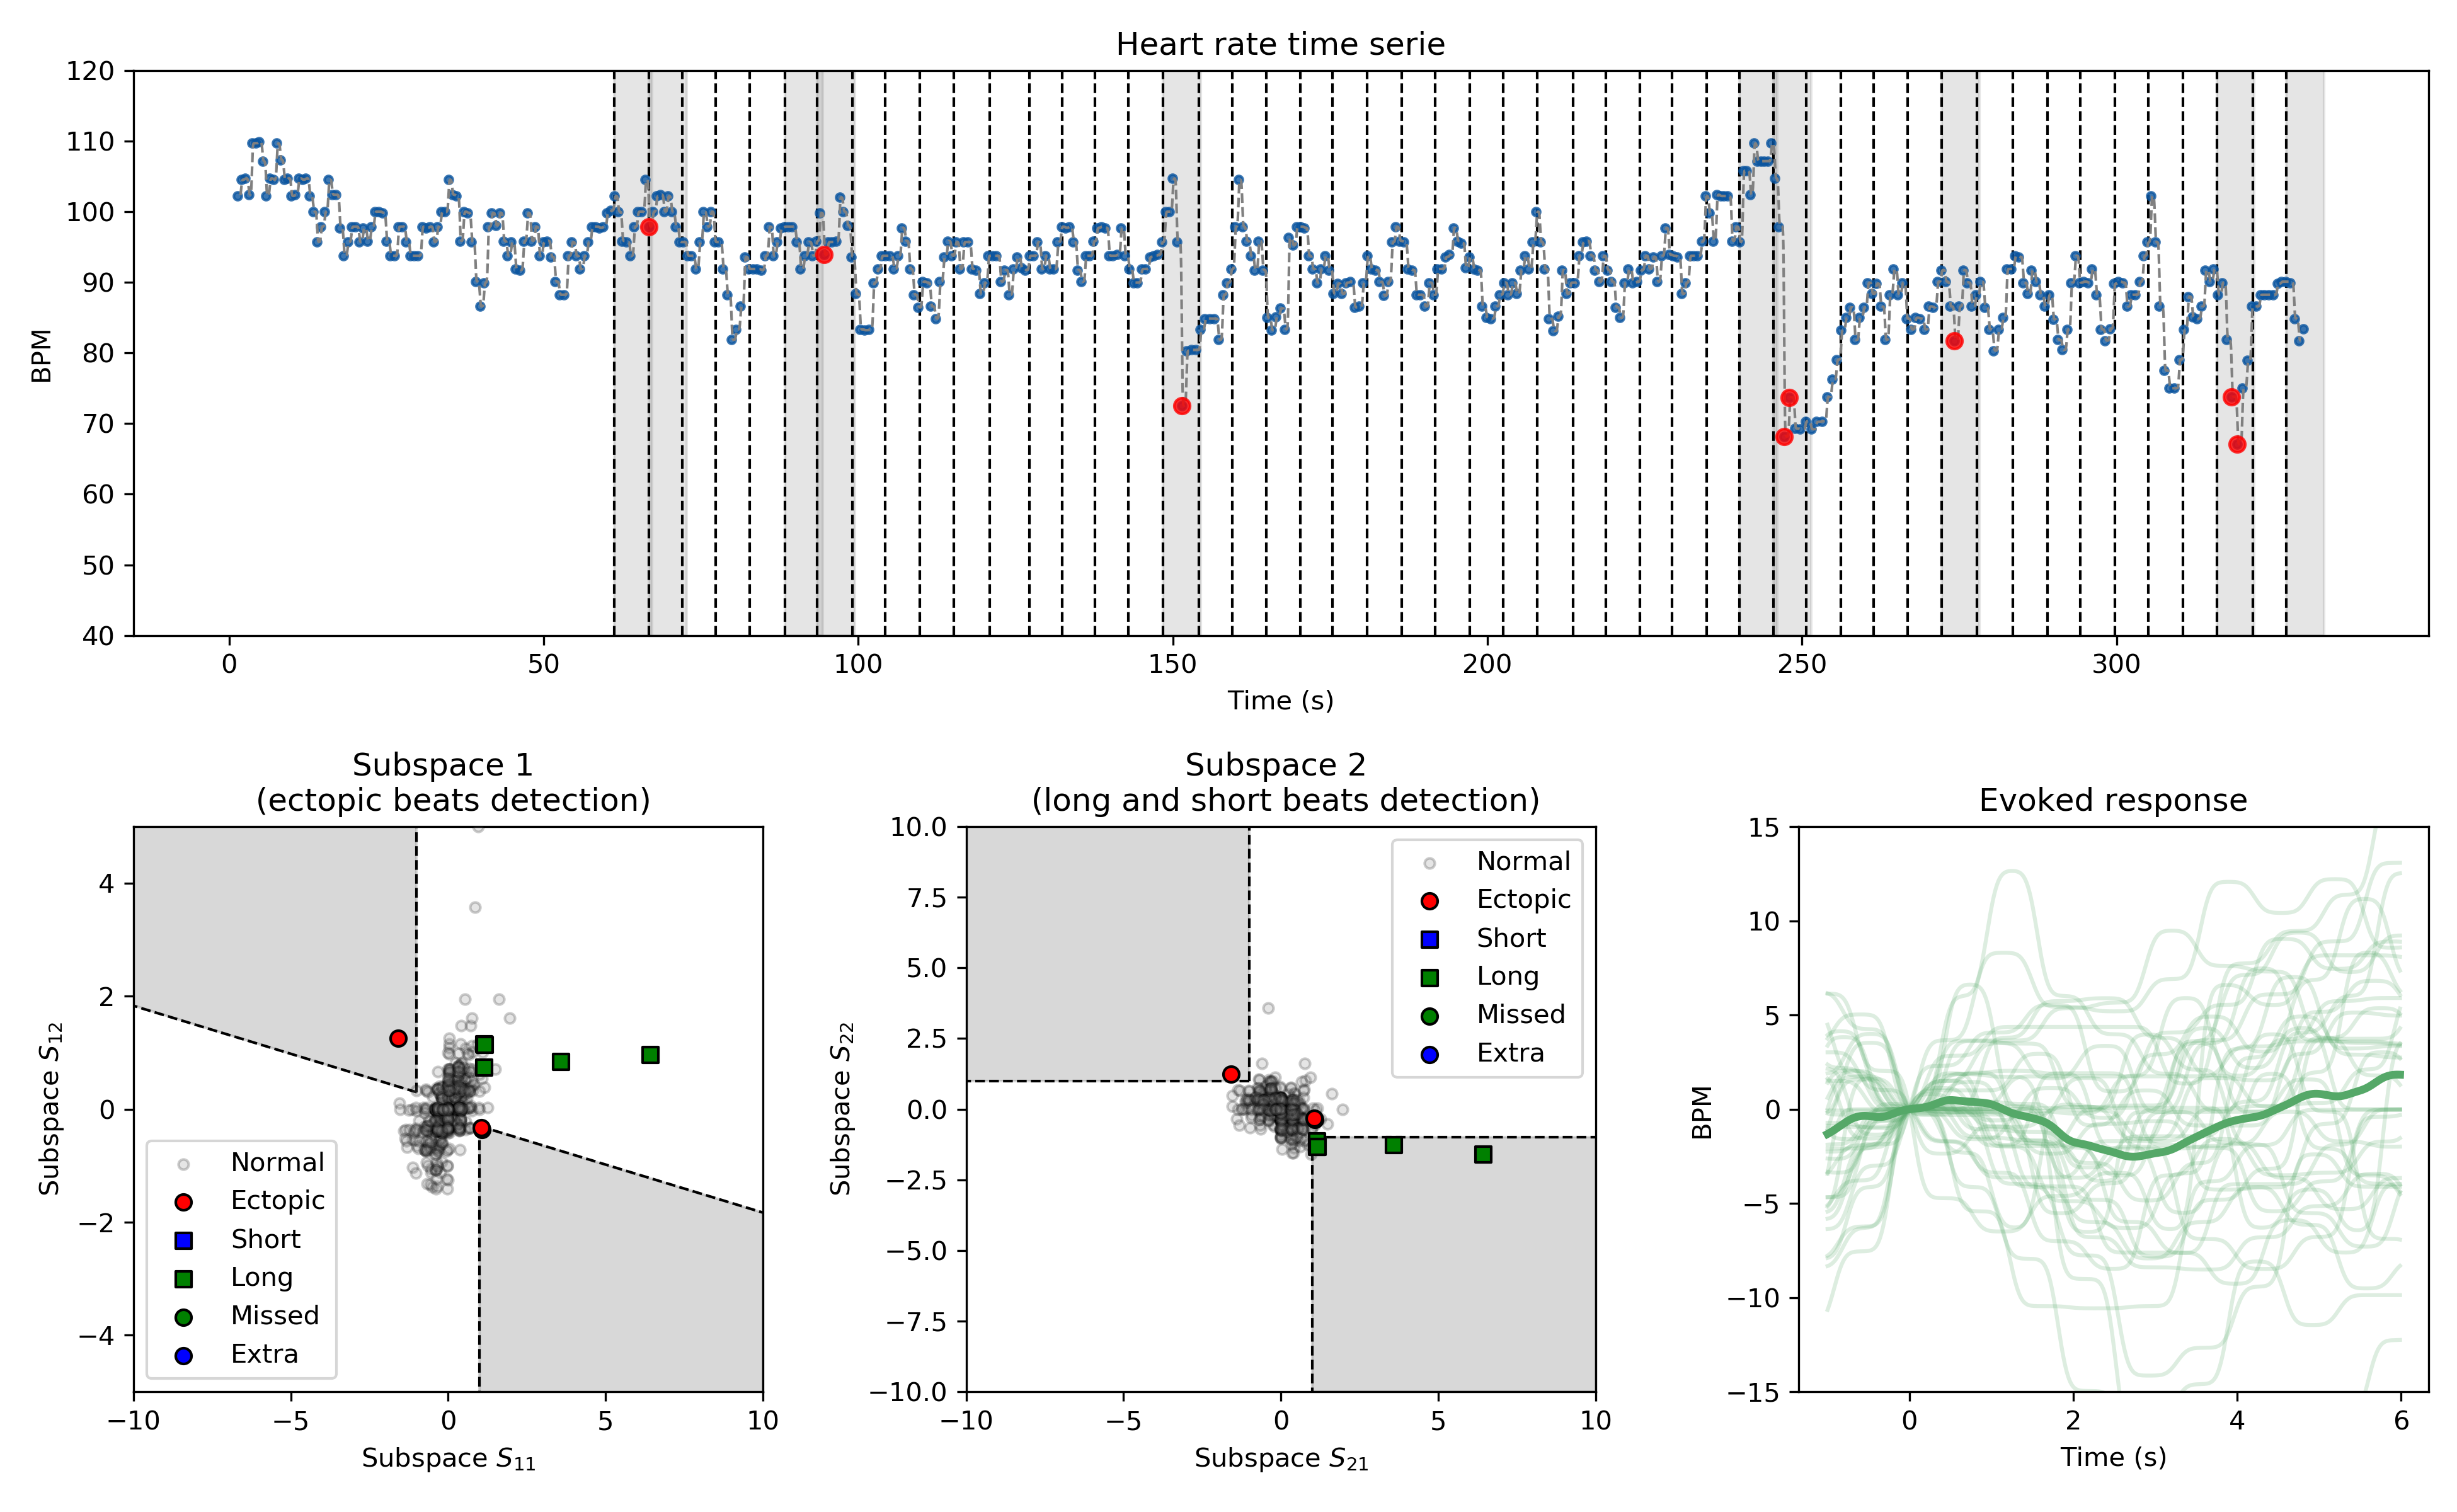 Heart rate time serie
120
110
100
90
80
70
60
50
40
BPM
0 50 100 150 200 250 300
Time (s)
Subspace 1
(ectopic beats detection)
4
2
0
−2
−4
Subspace S12
Normal
Ectopic
Short
Long
Missed
Extra
−10 −5 0 5 10
Subspace S11
Subspace 2
(long and short beats detection)
10.0
7.5
5.0
2.5
0.0
−2.5
−5.0
−7.5
−10.0
Subspace S22
Normal
Ectopic
Short
Long
Missed
Extra
−10 −5 0 5 10
Subspace S21
Evoked response
15
10
5
0
−5
−10
−15
BPM
0 2 4 6
Time (s)